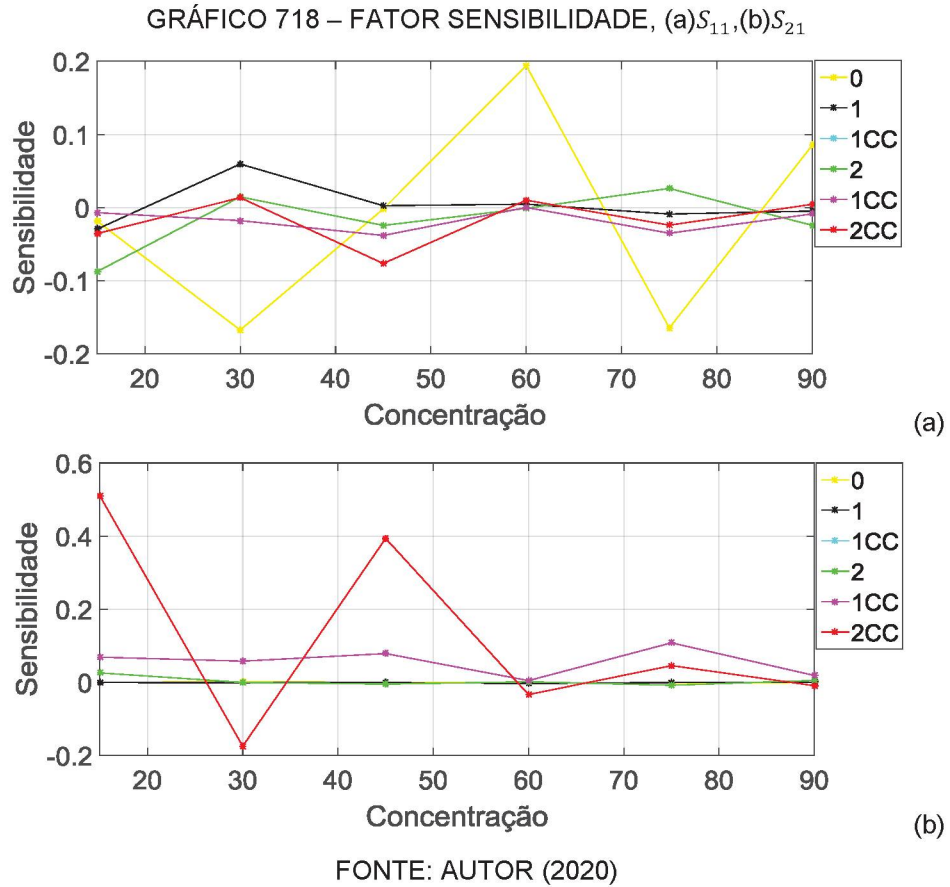 GRÁFICO 718 – FATOR SENSIBILIDADE, (a)S₁₁,(b)S₂₁
0.2
0.1
0
-0.1
-0.2
Sensibilidade
20 30 40 50 60 70 80 90
Concentração
0
1
1CC
2
1CC
2CC
(a)
0.6
0.4
0.2
0
-0.2
Sensibilidade
20 30 40 50 60 70 80 90
Concentração
0
1
1CC
2
1CC
2CC
(b)
FONTE: AUTOR (2020)